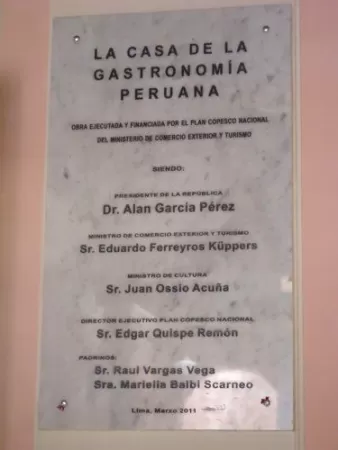 LA CASA DE LA
GASTRONOMÍA
PERUANA
OBRA EJECUTADA Y FINANCIADA POR EL PLAN COPESCO NACIONAL
DEL MINISTERIO DE COMERCIO EXTERIOR Y TURISMO
SIENDO:
PRESIDENTE DE LA REPÚBLICA
Dr. Alan García Pérez
MINISTRO DE COMERCIO EXTERIOR Y TURISMO
Sr. Eduardo Ferreyros Küppers
MINISTRO DE CULTURA
Sr. Juan Ossio Acuña
DIRECTOR EJECUTIVO PLAN COPESCO NACIONAL
Sr. Edgar Quispe Remón
PADRINOS:
Sr. Raul Vargas Vega
Sra. Mariella Balbi Scarneo
Lima, Marzo 2011